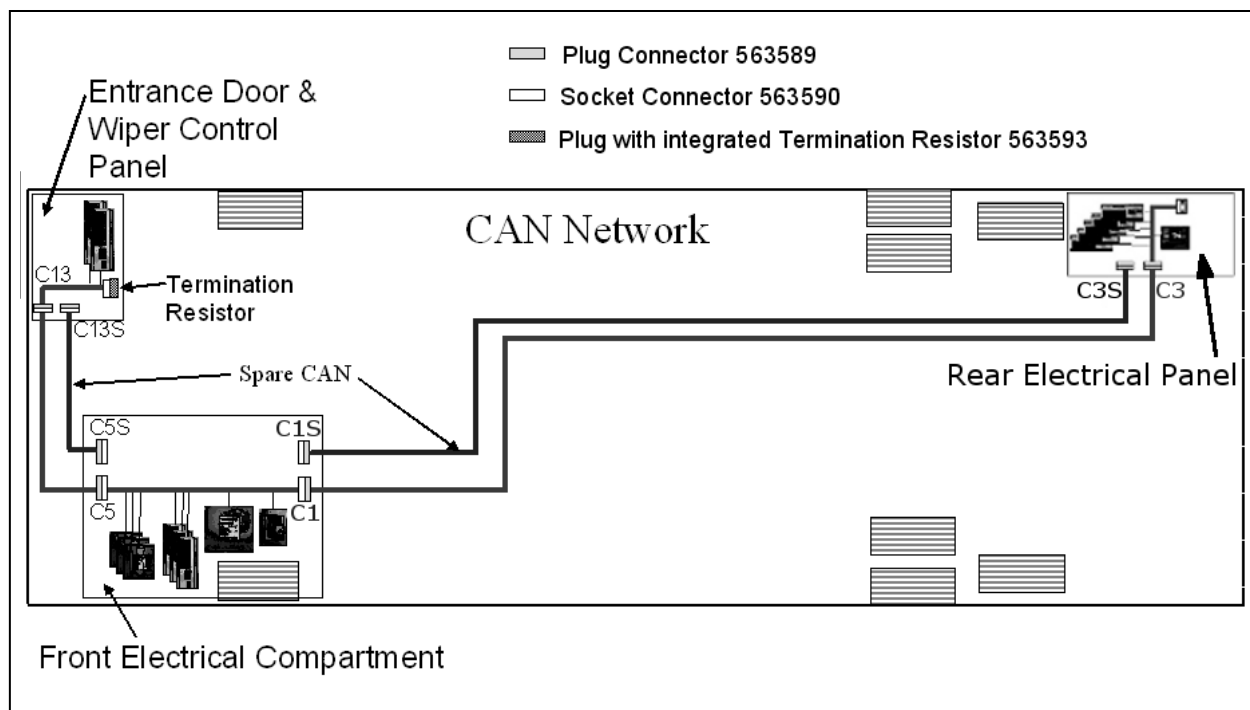 Plug Connector 563589
Socket Connector 563590
Plug with integrated Termination Resistor 563593
Entrance Door &
Wiper Control
Panel
CAN Network
C13
Termination
Resistor
C13S
C3S
C3
Spare CAN
Rear Electrical Panel
C5S
C1S
C5
C1
Front Electrical Compartment